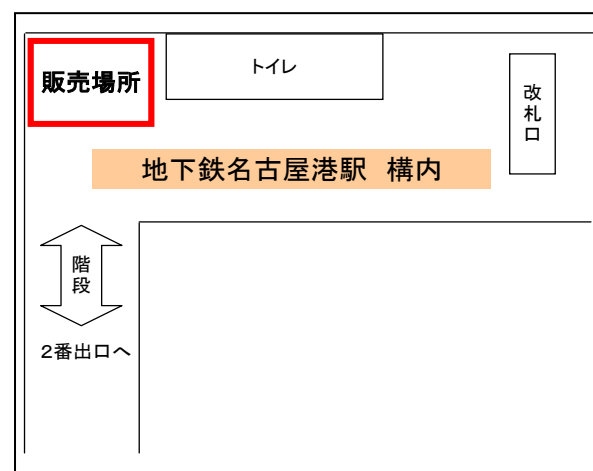 販売場所
トイレ
改札口
地下鉄名古屋港駅 構内
階段
2番出口へ